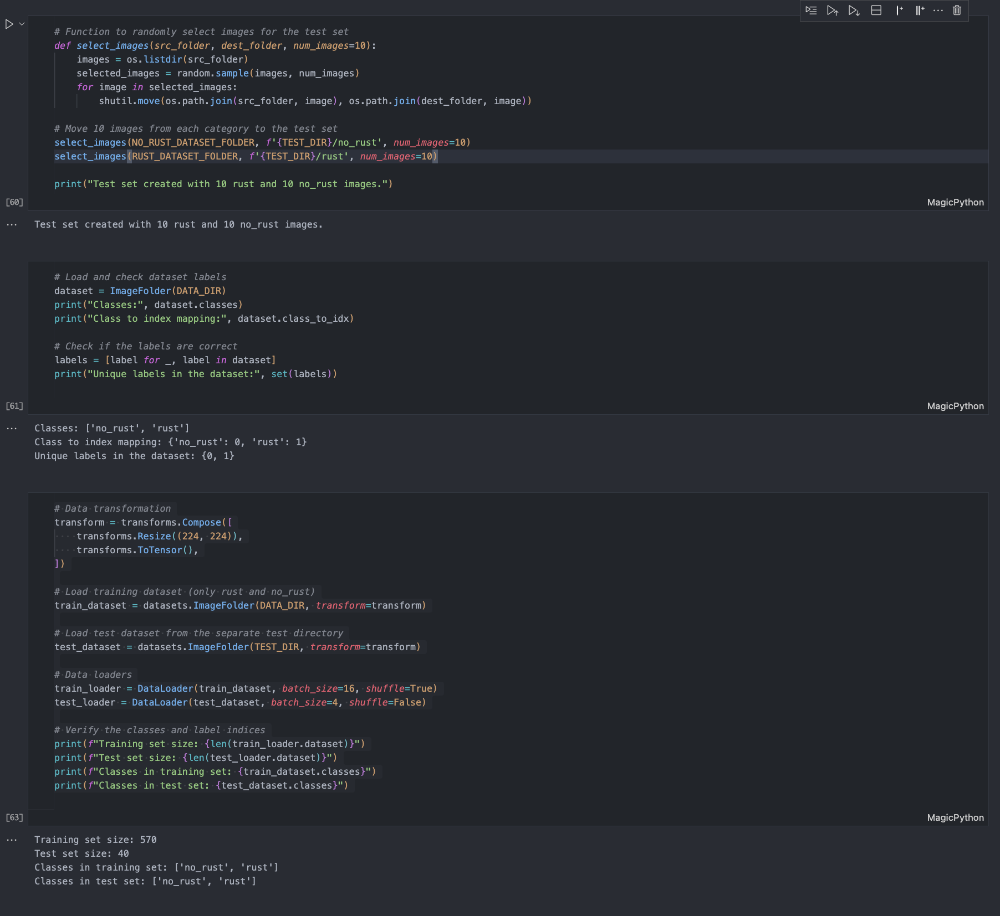 # Function to randomly select images for the test set
def select_images(src_folder, dest_folder, num_images=10):
    images = os.listdir(src_folder)
    selected_images = random.sample(images, num_images)
    for image in selected_images:
        shutil.move(os.path.join(src_folder, image), os.path.join(dest_folder, image))
# Move 10 images from each category to the test set
select_images(NO_RUST_DATASET_FOLDER, f'{TEST_DIR}/no_rust', num_images=10)
select_images(RUST_DATASET_FOLDER, f'{TEST_DIR}/rust', num_images=10)
print("Test set created with 10 rust and 10 no_rust images.")
[60]
MagicPython
Test set created with 10 rust and 10 no_rust images.
# Load and check dataset labels
dataset = ImageFolder(DATA_DIR)
print("Classes:", dataset.classes)
print("Class to index mapping:", dataset.class_to_idx)
# Check if the labels are correct
labels = [label for _, label in dataset]
print("Unique labels in the dataset:", set(labels))
[61]
MagicPython
Classes: ['no_rust', 'rust']
Class to index mapping: {'no_rust': 0, 'rust': 1}
Unique labels in the dataset: {0, 1}
# Data transformation
transform = transforms.Compose([
    transforms.Resize((224, 224)),
    transforms.ToTensor(),
])
# Load training dataset (only rust and no_rust)
train_dataset = datasets.ImageFolder(DATA_DIR, transform=transform)
# Load test dataset from the separate test directory
test_dataset = datasets.ImageFolder(TEST_DIR, transform=transform)
# Data loaders
train_loader = DataLoader(train_dataset, batch_size=16, shuffle=True)
test_loader = DataLoader(test_dataset, batch_size=4, shuffle=False)
# Verify the classes and label indices
print(f"Training set size: {len(train_loader.dataset)}")
print(f"Test set size: {len(test_loader.dataset)}")
print(f"Classes in training set: {train_dataset.classes}")
print(f"Classes in test set: {test_dataset.classes}")
[63]
MagicPython
Training set size: 570
Test set size: 40
Classes in training set: ['no_rust', 'rust']
Classes in test set: ['no_rust', 'rust']